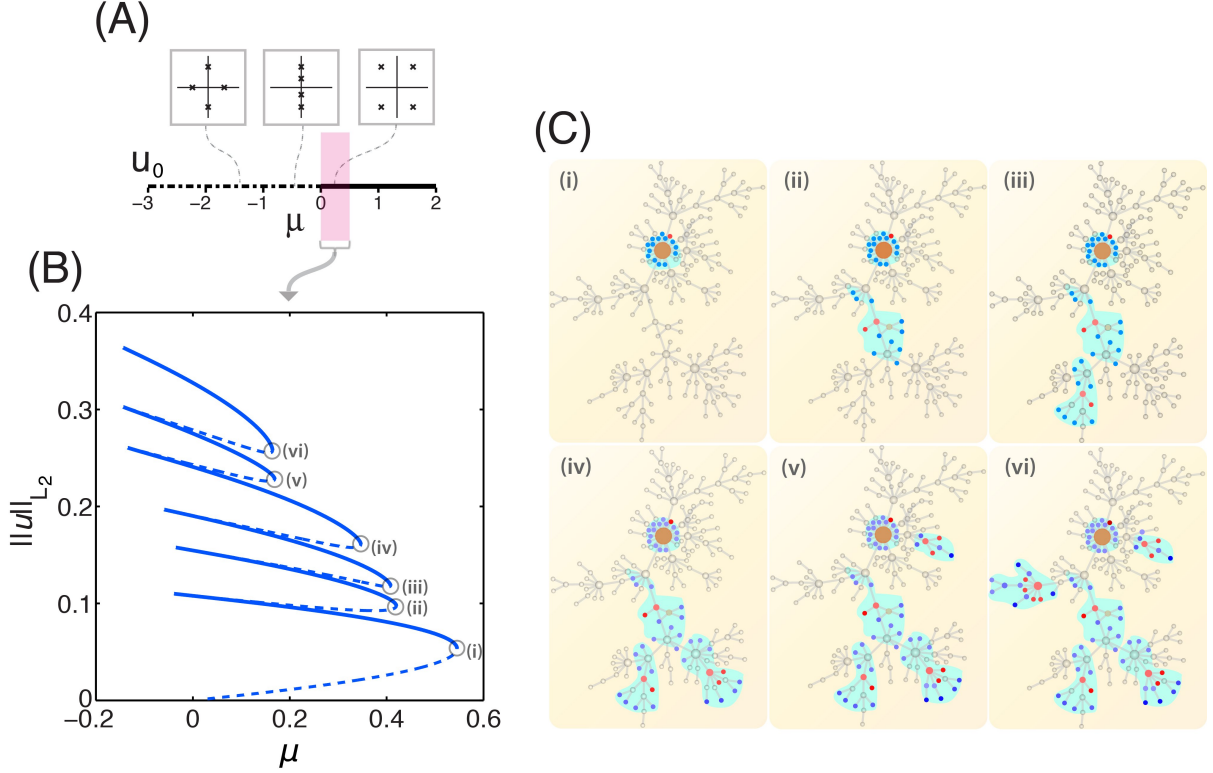 (A)
u0
−3 −2 −1 0 1 2
μ
(B)
0.4
0.3
0.2
0.1
0
||u||L2
(vi)
(v)
(iv)
(iii)
(ii)
(i)
−0.2 0 0.2 0.4 0.6
μ
(C)
(i) (ii) (iii)
(iv) (v) (vi)